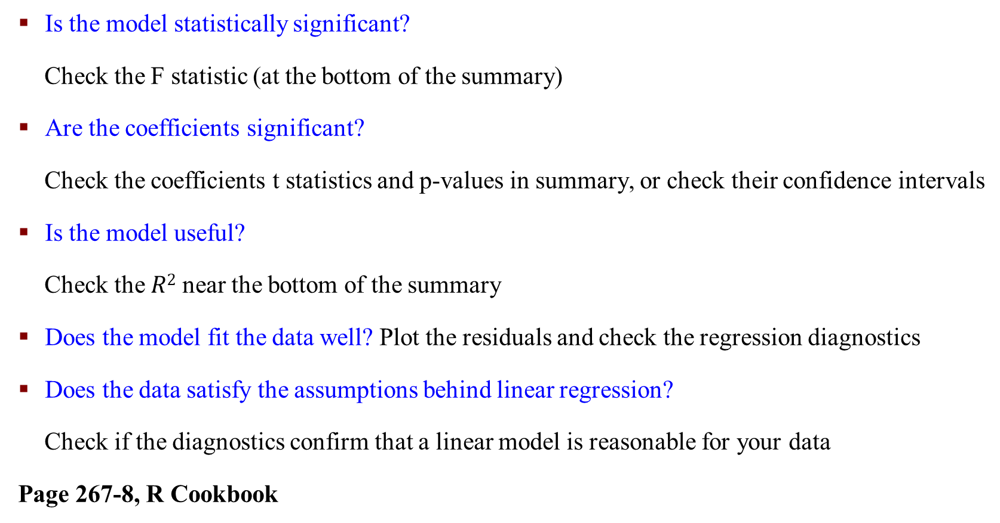 ▪ Is the model statistically significant?
Check the F statistic (at the bottom of the summary)
▪ Are the coefficients significant?
Check the coefficients t statistics and p-values in summary, or check their confidence intervals
▪ Is the model useful?
Check the R² near the bottom of the summary
▪ Does the model fit the data well? Plot the residuals and check the regression diagnostics
▪ Does the data satisfy the assumptions behind linear regression?
Check if the diagnostics confirm that a linear model is reasonable for your data
Page 267-8, R Cookbook